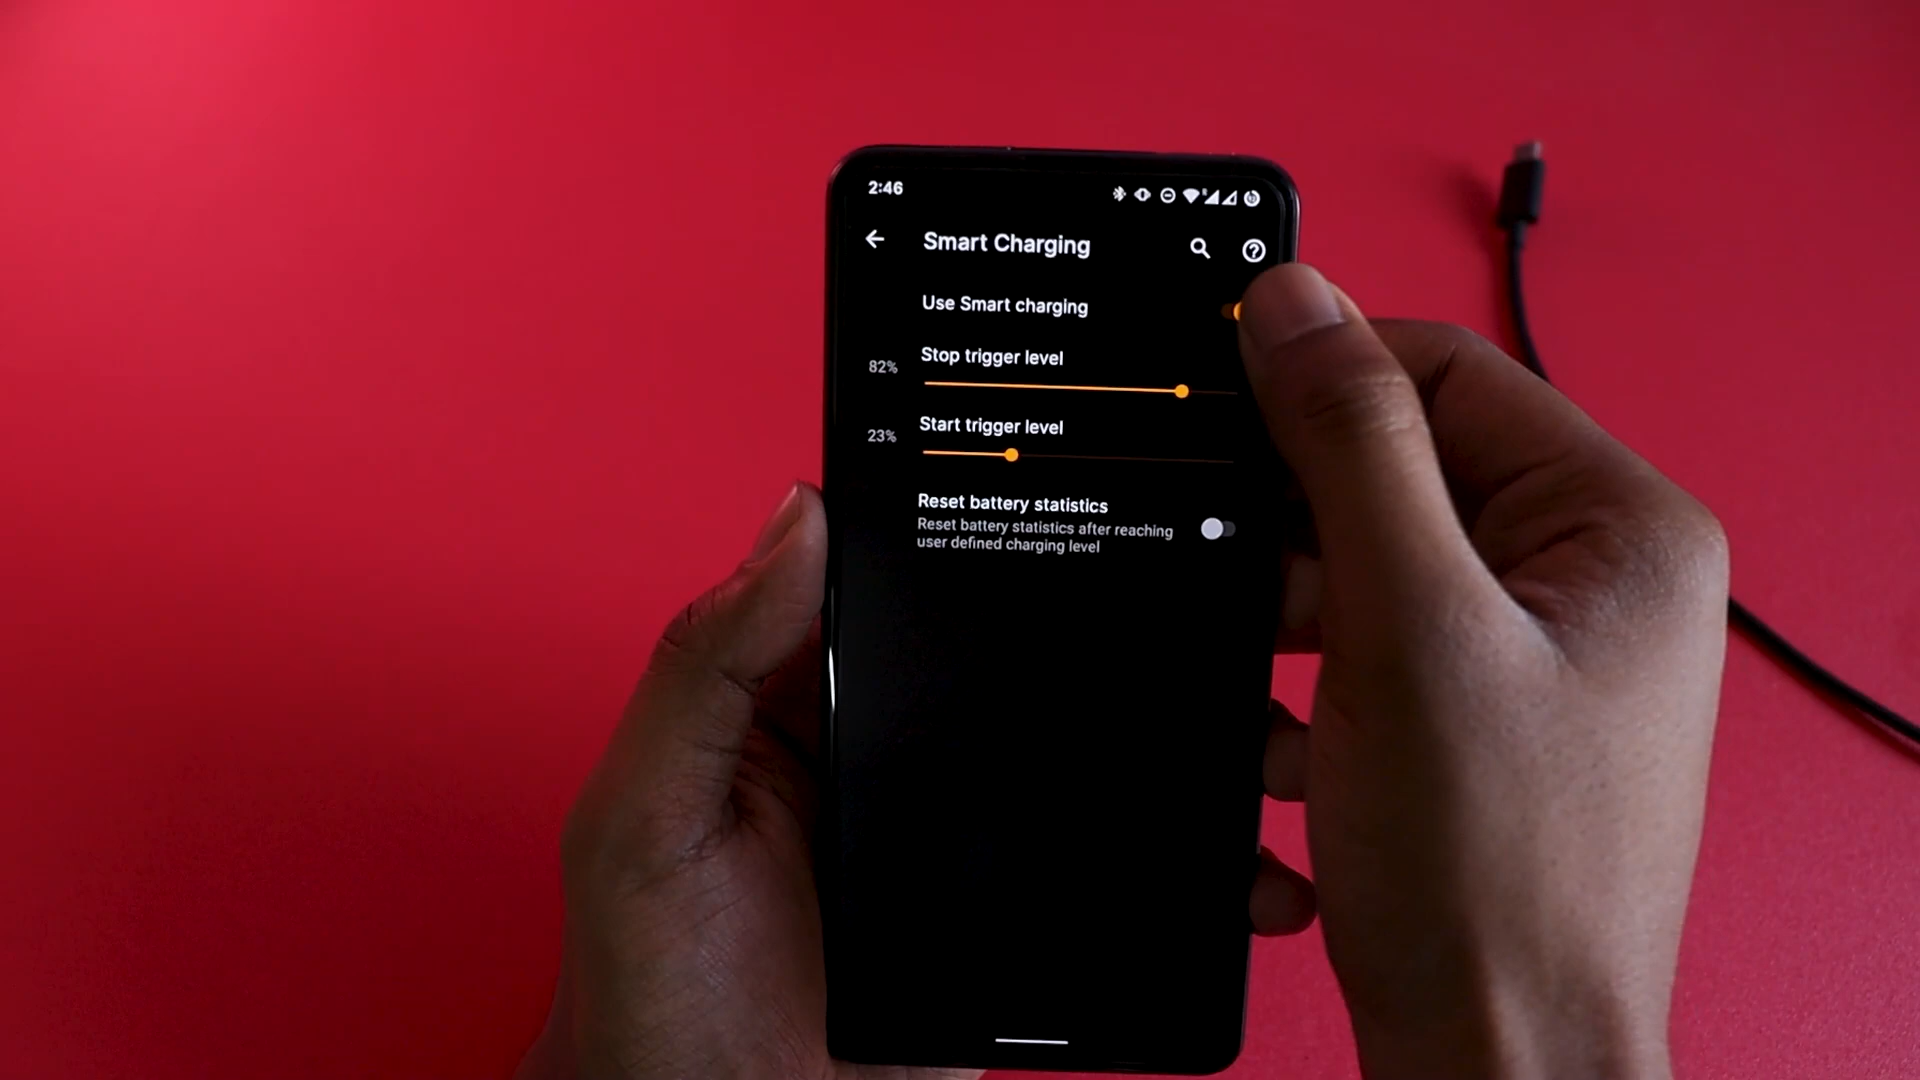 2:46
Smart Charging
Use Smart charging
Stop trigger level
82%
Start trigger level
23%
Reset battery statistics
Reset battery statistics after reaching
user defined charging level